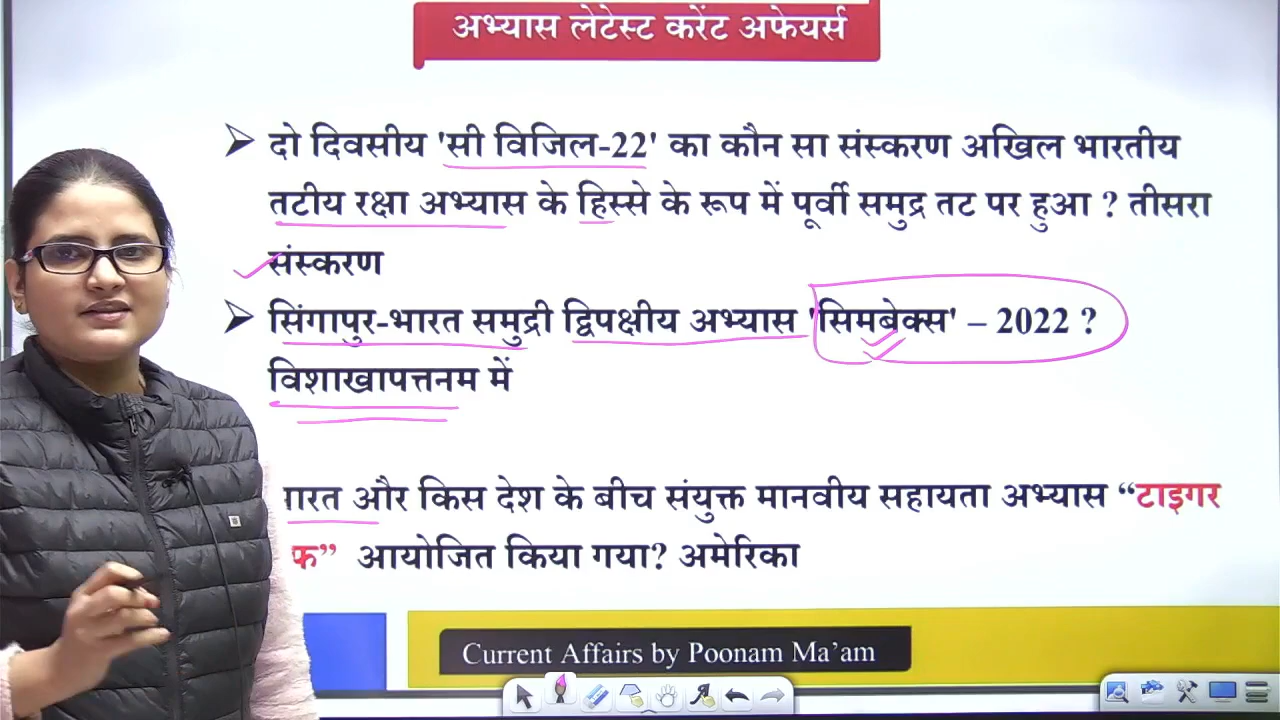 अभ्यास लेटेस्ट करेंट अफेयर्स
दो दिवसीय 'सी विजिल-22' का कौन सा संस्करण अखिल भारतीय
तटीय रक्षा अभ्यास के हिस्से के रूप में पूर्वी समुद्र तट पर हुआ ? तीसरा
संस्करण
सिंगापुर-भारत समुद्री द्विपक्षीय अभ्यास 'सिमबेक्स' – 2022 ?
विशाखापत्तनम में
ारत और किस देश के बीच संयुक्त मानवीय सहायता अभ्यास “टाइगर
फ” आयोजित किया गया? अमेरिका
Current Affairs by Poonam Ma’am